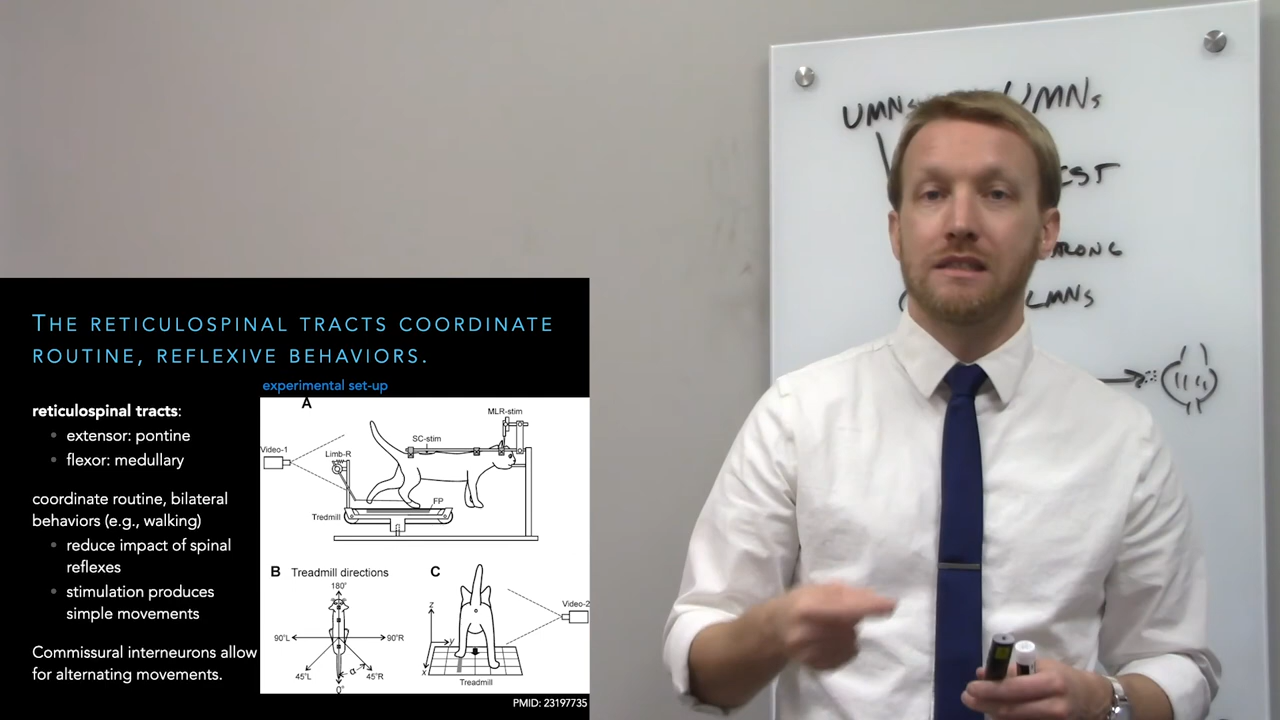 UMNs
UMNs
CST
LMNs
THE RETICULOSPINAL TRACTS COORDINATE
ROUTINE, REFLEXIVE BEHAVIORS.
experimental set-up
reticulospinal tracts:
extensor: pontine
flexor: medullary
coordinate routine, bilateral
behaviors (e.g., walking)
reduce impact of spinal
reflexes
stimulation produces
simple movements
Commissural interneurons allow
for alternating movements.
A
MLR-stim
SC-stim
Video-1
Limb-R
FP
Tredmill
B Treadmill directions
180°
90°L
90°R
45°L
α
45°R
0°
C
Video-2
z
y
x
Treadmill
PMID: 23197735